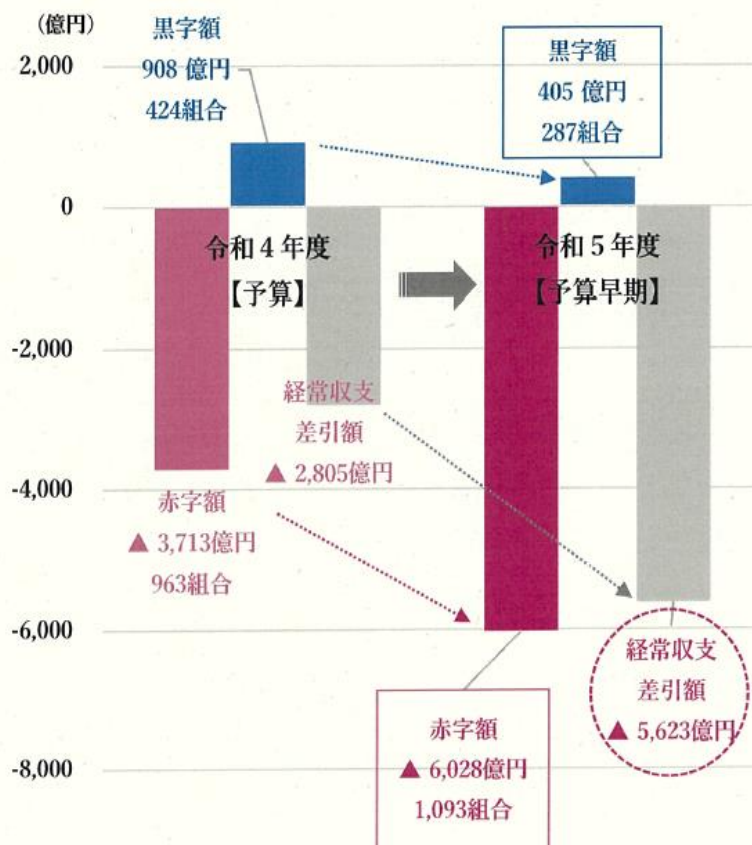 （億円）
2,000
0
-2,000
-4,000
-6,000
-8,000
黒字額
908 億円
424組合
黒字額
405 億円
287組合
令和 4 年度
【予算】
令和 5 年度
【予算早期】
経常収支
差引額
▲ 2,805億円
赤字額
▲ 3,713億円
963組合
赤字額
▲ 6,028億円
1,093組合
経常収支
差引額
▲ 5,623億円